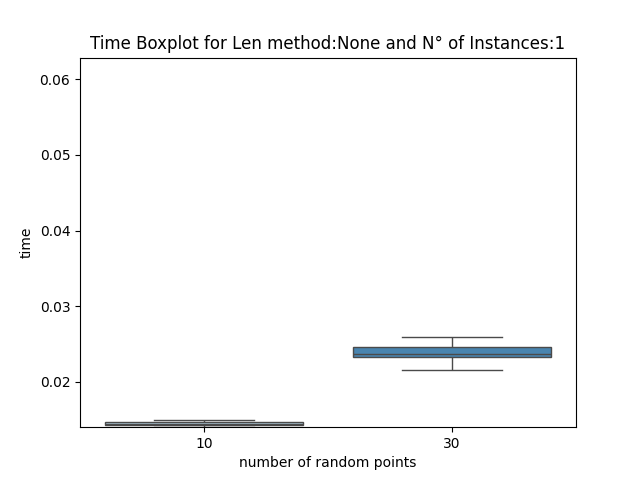 Time Boxplot for Len method:None and N° of Instances:1
0.06
0.05
0.04
0.03
0.02
time
10 30
number of random points